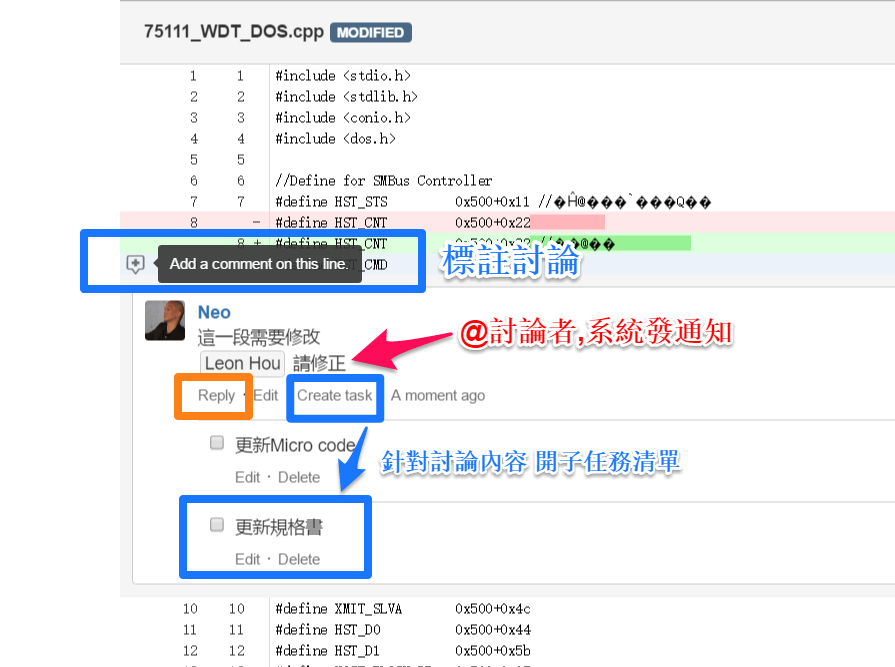 75111_WDT_DOS.cpp MODIFIED
1 1 #include <stdio.h>
2 2 #include <stdlib.h>
3 3 #include <conio.h>
4 4 #include <dos.h>
5 5
6 6 //Define for SMBus Controller
7 7 #define HST_STS 0x500+0x11 //�Ĥ@���`���Q��
8 - #define HST_CNT 0x500+0x22
8 + #define HST_CNT 0x500+0x22 //��@��
Add a comment on this line. _CMD
標註討論
Neo
這一段需要修改
@討論者,系統發通知
Leon Hou 請修正
Reply · Edit Create task A moment ago
更新Micro code
針對討論內容 開子任務清單
Edit · Delete
更新規格書
Edit · Delete
10 10 #define XMIT_SLVA 0x500+0x4c
11 11 #define HST_D0 0x500+0x44
12 12 #define HST_D1 0x500+0x5b